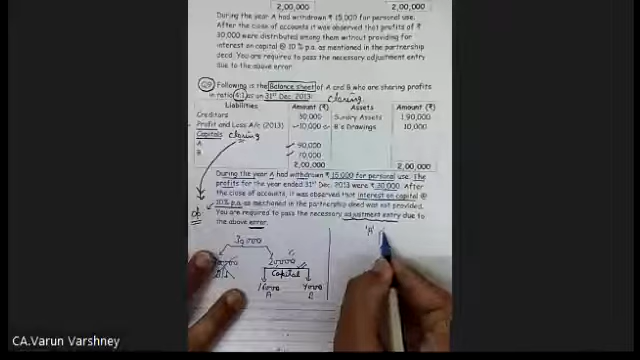 2,00,000 2,00,000
During the year A had withdrawn ₹ 15,000 for personal use.
After the close of accounts it was observed that profits of ₹
30,000 were distributed among them without providing for
interest on capital @ 10 % p.a. as mentioned in the partnership
deed. You are required to pass the necessary adjustment entry
due to the above error.
Q9 Following is the Balance sheet of A and B who are sharing profits
in ratio 4:1 as on 31st Dec. 2013: closing
Liabilities Amount (₹) Assets Amount (₹)
Creditors 30,000 Sundry Assets 1,90,000
Profit and Loss A/c (2013) 10,000 B's Drawings 10,000
Capitals closing
A 90,000
B 70,000
2,00,000 2,00,000
During the year A had withdrawn ₹ 15,000 for personal use. The
profits for the year ended 31st Dec. 2013 were ₹ 30,000. After
the close of accounts, it was observed that interest on capital @
10% p.a. as mentioned in the partnership deed was not provided.
You are required to pass the necessary adjustment entry due to
the above error.
30,000
20000
Capital
16000 4000
A B
'A'
CA.Varun Varshney